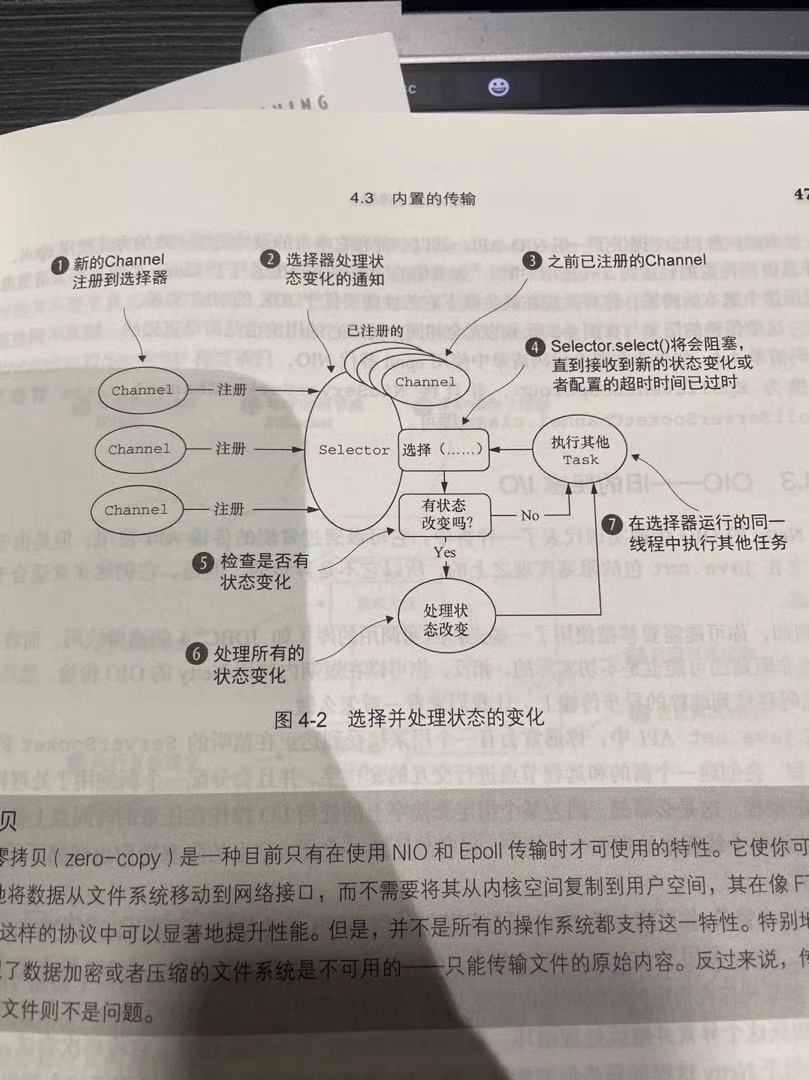 4.3 内置的传输
47
❶ 新的Channel
注册到选择器
❷ 选择器处理状
态变化的通知
❸ 之前已注册的Channel
已注册的
❹ Selector.select()将会阻塞，
直到接收到新的状态变化或
者配置的超时时间已过时
Channel
Channel
注册
Channel
注册
Selector
选择（……）
执行其他
Task
Channel
注册
有状态
改变吗？
No
❼ 在选择器运行的同一
线程中执行其他任务
Yes
❺ 检查是否有
状态变化
处理状
态改变
❻ 处理所有的
状态变化
图 4-2 选择并处理状态的变化
贝
零拷贝（zero-copy）是一种目前只有在使用 NIO 和 Epoll 传输时才可使用的特性。它使你可
地将数据从文件系统移动到网络接口，而不需要将其从内核空间复制到用户空间，其在像
这样的协议中可以显著地提升性能。但是，并不是所有的操作系统都支持这一特性。特别
了数据加密或者压缩的文件系统是不可用的——只能传输文件的原始内容。反过来说，
文件则不是问题。